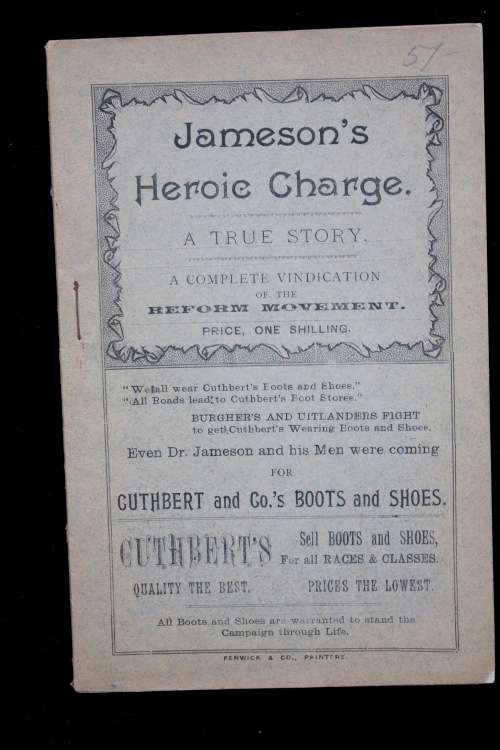 5/-
Jameson's
Heroic Charge.
A TRUE STORY.
A COMPLETE VINDICATION
OF THE
REFORM MOVEMENT.
PRICE, ONE SHILLING.
"We all wear Cuthbert's Boots and Shoes."
"All Roads lead to Cuthbert's Boot Stores."
BURGHER'S AND UITLANDERS FIGHT
to get Cuthbert's Wearing Boots and Shoes.
Even Dr. Jameson and his Men were coming
FOR
CUTHBERT and Co.'s BOOTS and SHOES.
CUTHBERT'S
Sell BOOTS and SHOES,
For all RACES & CLASSES.
QUALITY THE BEST. PRICES THE LOWEST.
All Boots and Shoes are warranted to stand the
Campaign through Life.
FENWICK & CO., PRINTERS.